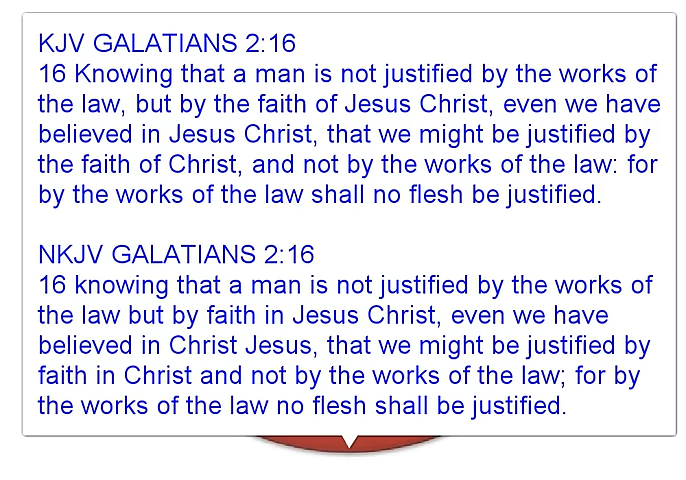 KJV GALATIANS 2:16
16 Knowing that a man is not justified by the works of
the law, but by the faith of Jesus Christ, even we have
believed in Jesus Christ, that we might be justified by
the faith of Christ, and not by the works of the law: for
by the works of the law shall no flesh be justified.
NKJV GALATIANS 2:16
16 knowing that a man is not justified by the works of
the law but by faith in Jesus Christ, even we have
believed in Christ Jesus, that we might be justified by
faith in Christ and not by the works of the law; for by
the works of the law no flesh shall be justified.